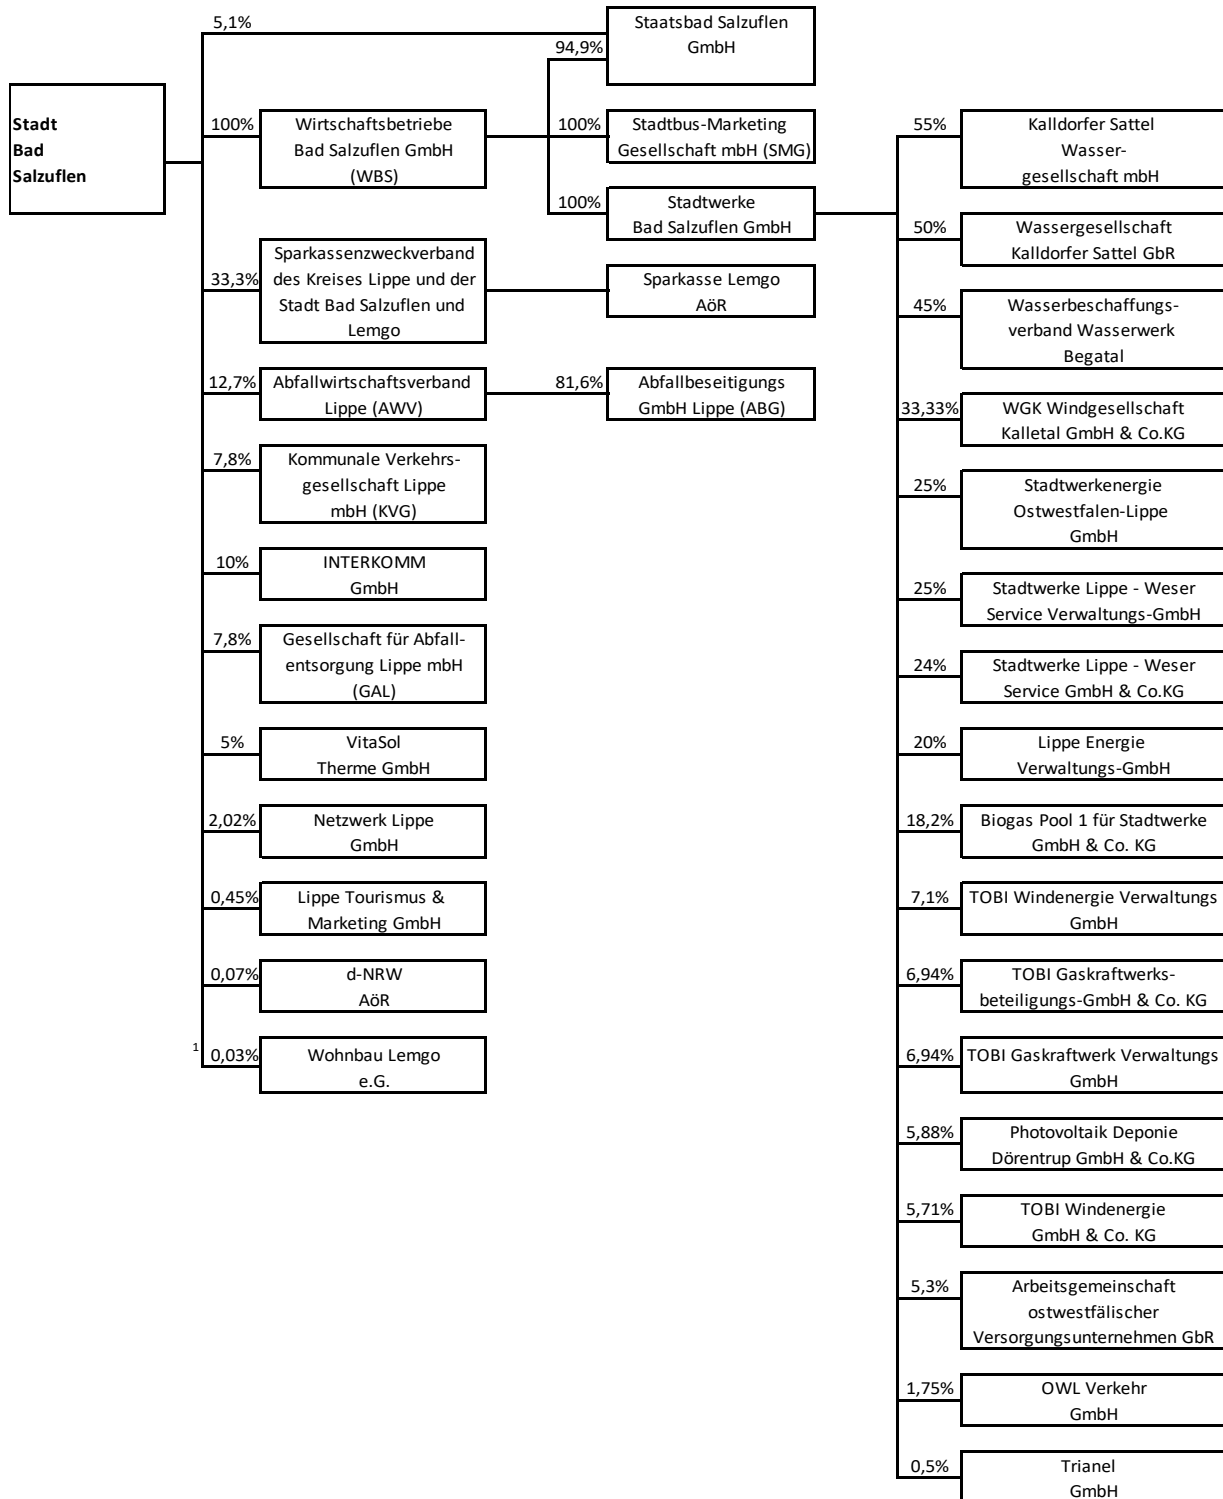 5,1%
Staatsbad Salzuflen
GmbH
94,9%
Stadt
Bad
Salzuflen
100%
Wirtschaftsbetriebe
Bad Salzuflen GmbH
(WBS)
100%
Stadtbus-Marketing
Gesellschaft mbH (SMG)
100%
Stadtwerke
Bad Salzuflen GmbH
33,3%
Sparkassenzweckverband
des Kreises Lippe und der
Stadt Bad Salzuflen und
Lemgo
Sparkasse Lemgo
AöR
12,7%
Abfallwirtschaftsverband
Lippe (AWV)
81,6%
Abfallbeseitigungs
GmbH Lippe (ABG)
7,8%
Kommunale Verkehrs-
gesellschaft Lippe
mbH (KVG)
10%
INTERKOMM
GmbH
7,8%
Gesellschaft für Abfall-
entsorgung Lippe mbH
(GAL)
5%
VitaSol
Therme GmbH
2,02%
Netzwerk Lippe
GmbH
0,45%
Lippe Tourismus &
Marketing GmbH
0,07%
d-NRW
AöR
1
0,03%
Wohnbau Lemgo
e.G.
55%
Kalldorfer Sattel
Wasser-
gesellschaft mbH
50%
Wassergesellschaft
Kalldorfer Sattel GbR
45%
Wasserbeschaffungs-
verband Wasserwerk
Begatal
33,33%
WGK Windgesellschaft
Kalletal GmbH & Co.KG
25%
Stadtwerkenergie
Ostwestfalen-Lippe
GmbH
25%
Stadtwerke Lippe - Weser
Service Verwaltungs-GmbH
24%
Stadtwerke Lippe - Weser
Service GmbH & Co.KG
20%
Lippe Energie
Verwaltungs-GmbH
18,2%
Biogas Pool 1 für Stadtwerke
GmbH & Co. KG
7,1%
TOBI Windenergie Verwaltungs
GmbH
6,94%
TOBI Gaskraftwerks-
beteiligungs-GmbH & Co. KG
6,94%
TOBI Gaskraftwerk Verwaltungs
GmbH
5,88%
Photovoltaik Deponie
Dörentrup GmbH & Co.KG
5,71%
TOBI Windenergie
GmbH & Co. KG
5,3%
Arbeitsgemeinschaft
ostwestfälischer
Versorgungsunternehmen GbR
1,75%
OWL Verkehr
GmbH
0,5%
Trianel
GmbH